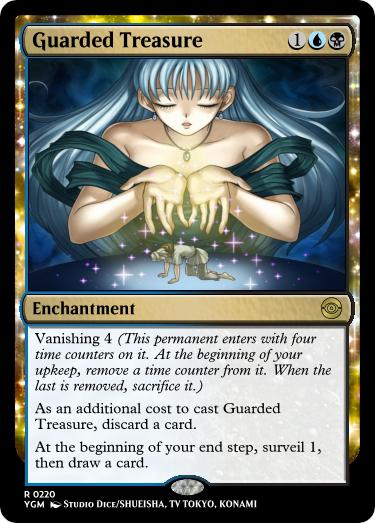 Guarded Treasure 1
Enchantment
Vanishing 4 (This permanent enters with four
time counters on it. At the beginning of your
upkeep, remove a time counter from it. When the
last is removed, sacrifice it.)
As an additional cost to cast Guarded
Treasure, discard a card.
At the beginning of your end step, surveil 1,
then draw a card.
R 0220
YGM STUDIO DICE/SHUEISHA, TV TOKYO, KONAMI